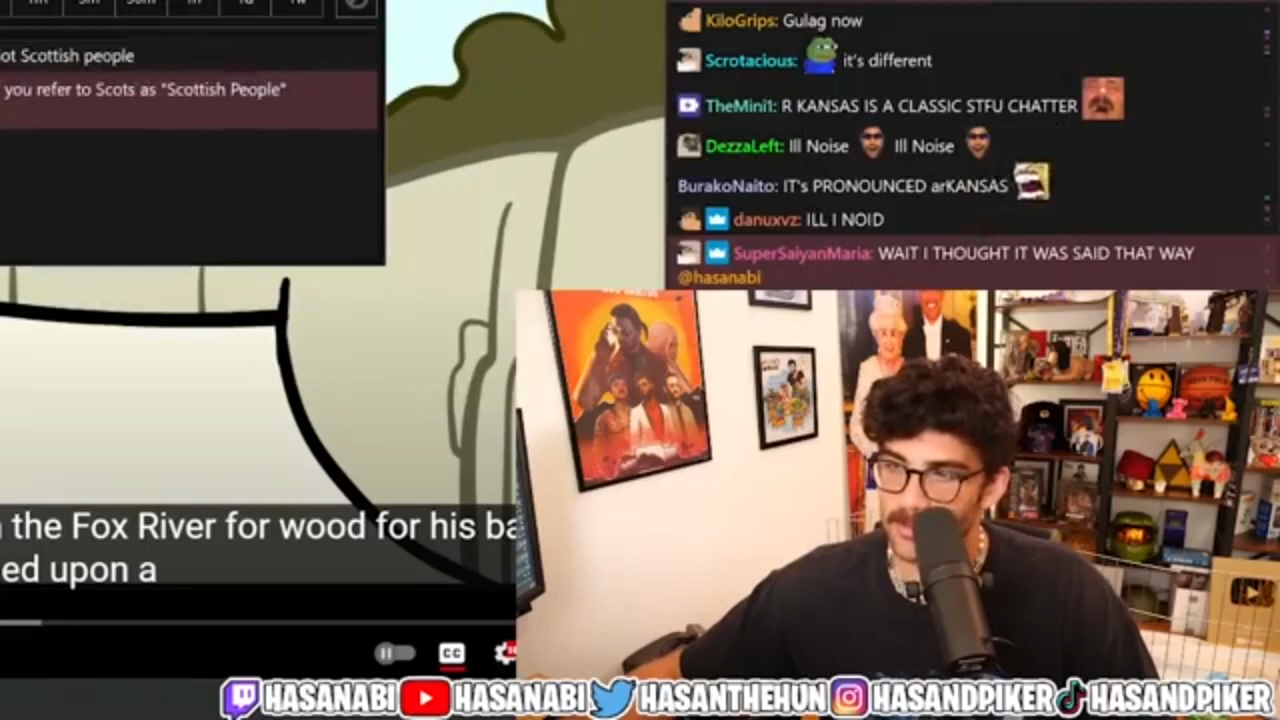 ot Scottish people
you refer to Scots as "Scottish People"
KiloGrips: Gulag now
Scrotacious: it's different
TheMini1: R KANSAS IS A CLASSIC STFU CHATTER
DezzaLeft: Ill Noise Ill Noise
BurakoNaito: IT's PRONOUNCED arKANSAS
danuxvz: ILL I NOID
SuperSaiyanMaria: WAIT I THOUGHT IT WAS SAID THAT WAY
@hasanabi
the Fox River for wood for his ba
ed upon a
CC
HASANABI HASANABI HASANTHEHUN HASANDPIKER HASANDPIKER